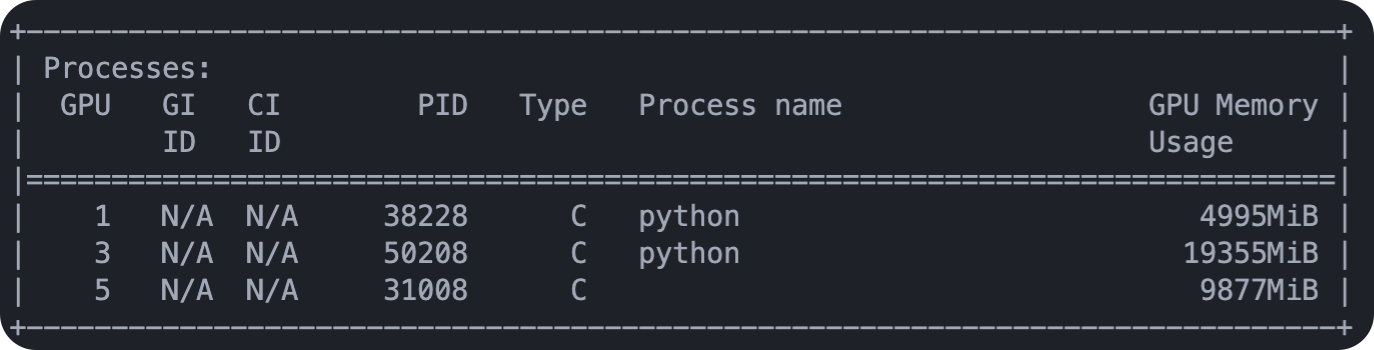 +-----------------------------------------------------------------------------+
| Processes:                                                                  |
|  GPU   GI   CI        PID   Type   Process name                  GPU Memory |
|        ID   ID                                                   Usage      |
|=============================================================================|
|    1   N/A  N/A     38228      C   python                           4995MiB |
|    3   N/A  N/A     50208      C   python                          19355MiB |
|    5   N/A  N/A     31008      C                                    9877MiB |
+-----------------------------------------------------------------------------+